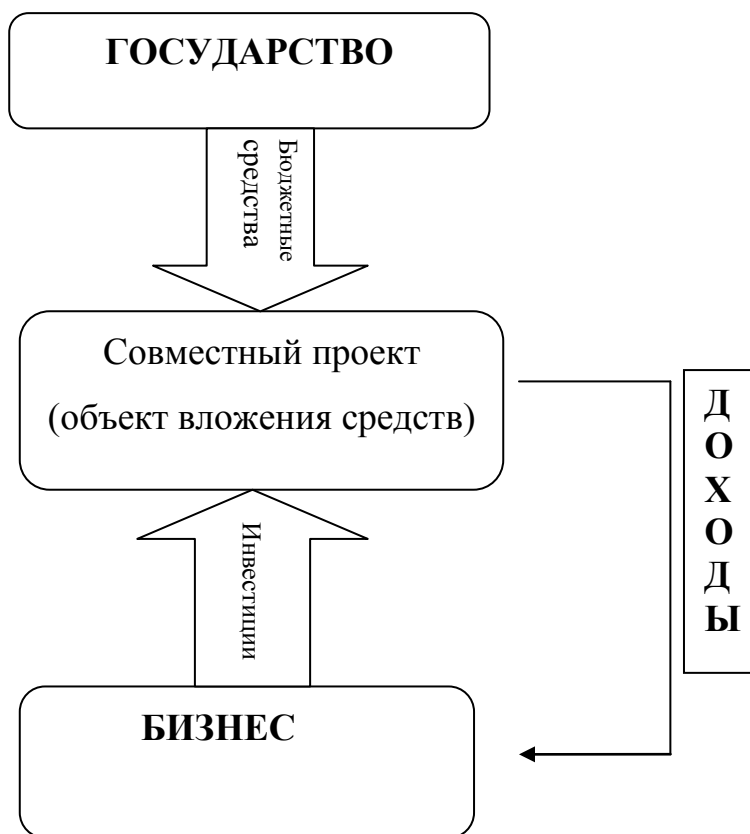 ГОСУДАРСТВО
Бюджетные
средства
Совместный проект
(объект вложения средств)
Д
О
Х
О
Д
Ы
Инвестиции
БИЗНЕС